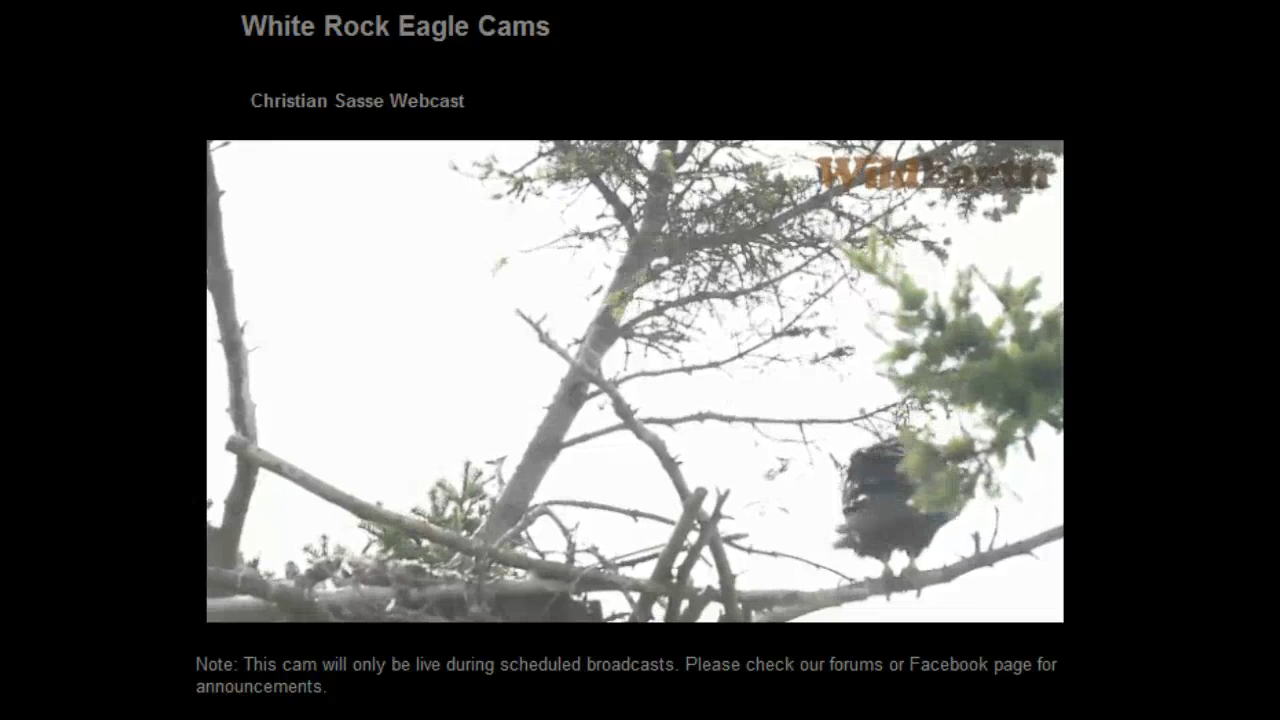 White Rock Eagle Cams
Christian Sasse Webcast
WildEarth
Note: This cam will only be live during scheduled broadcasts. Please check our forums or Facebook page for
announcements.